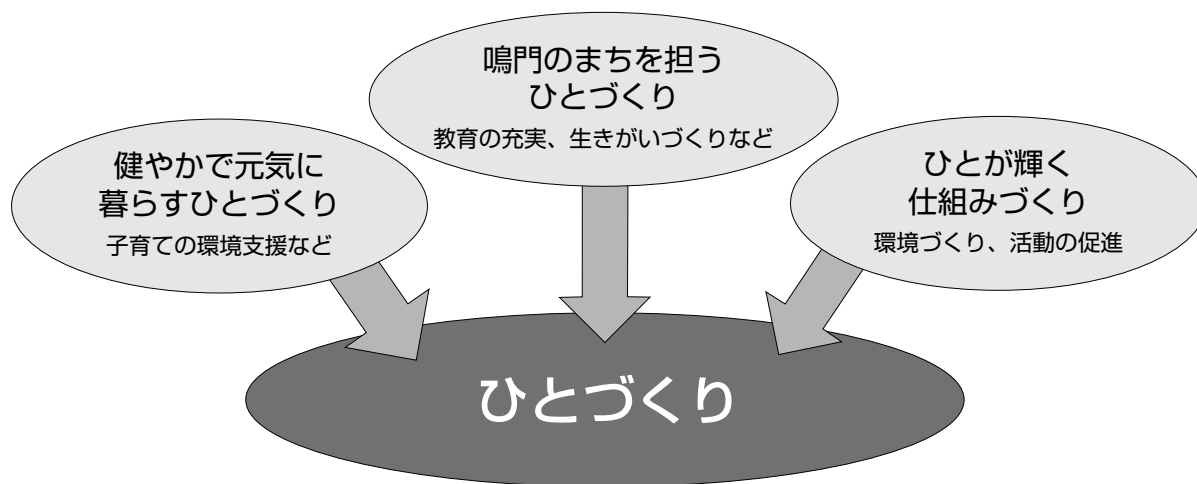 健やかで元気に
暮らすひとづくり
子育ての環境支援など
鳴門のまちを担う
ひとづくり
教育の充実、生きがいづくりなど
ひとが輝く
仕組みづくり
環境づくり、活動の促進
ひとづくり